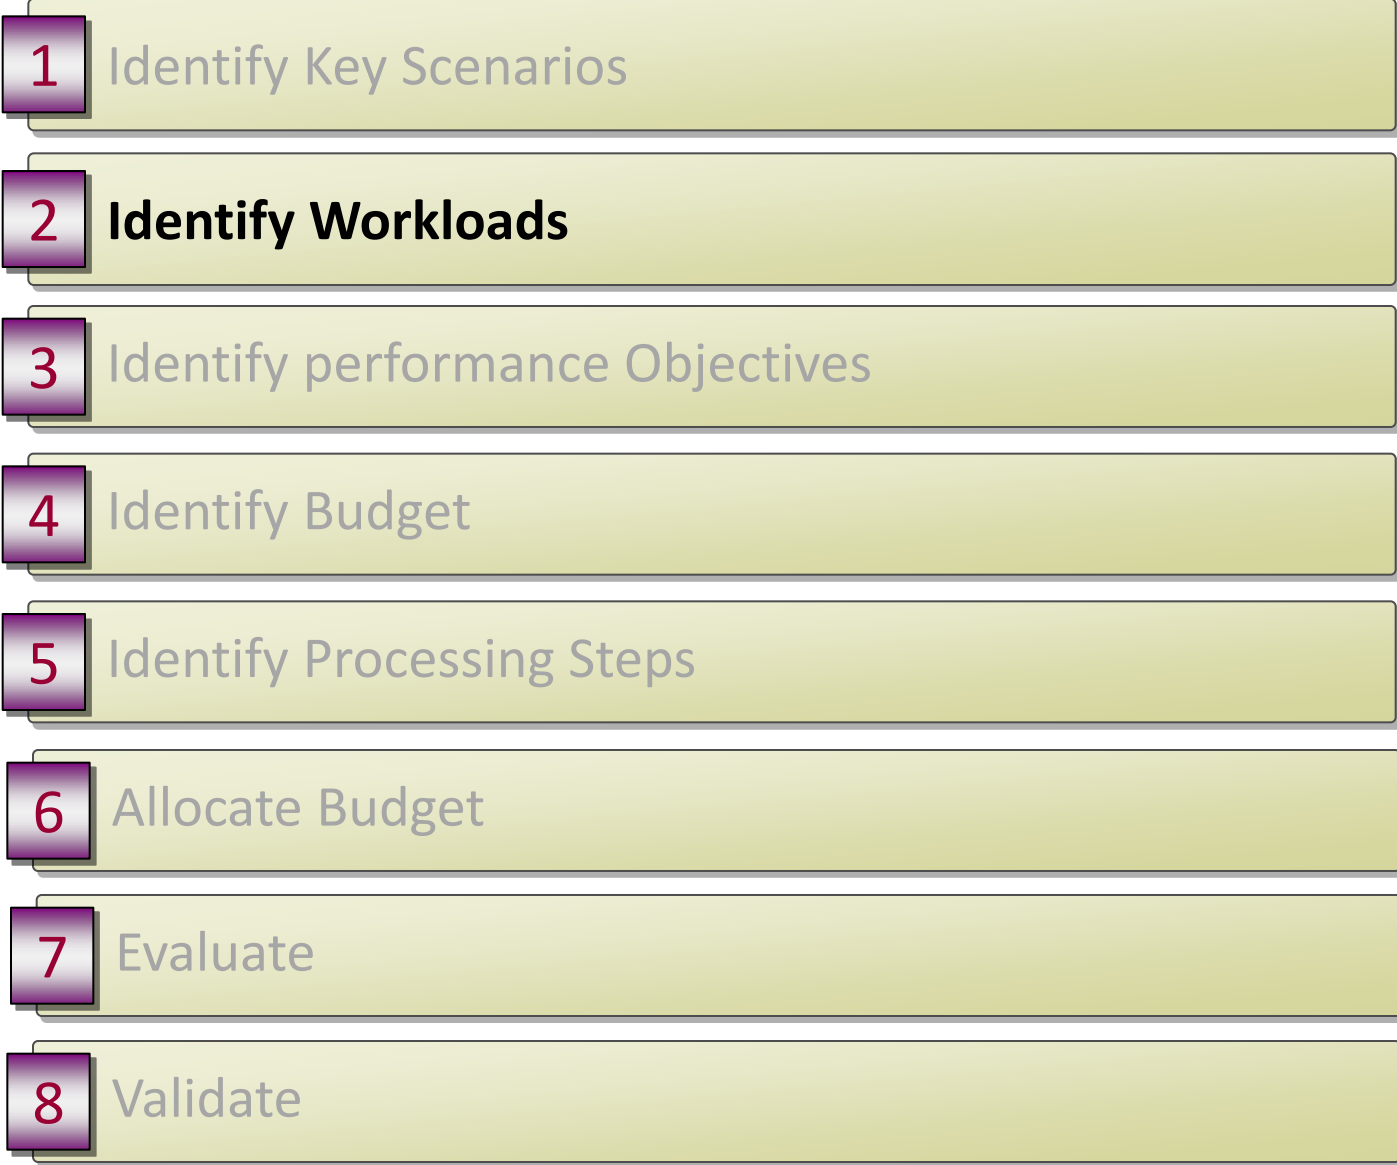 1 Identify Key Scenarios
2 Identify Workloads
3 Identify performance Objectives
4 Identify Budget
5 Identify Processing Steps
6 Allocate Budget
7 Evaluate
8 Validate